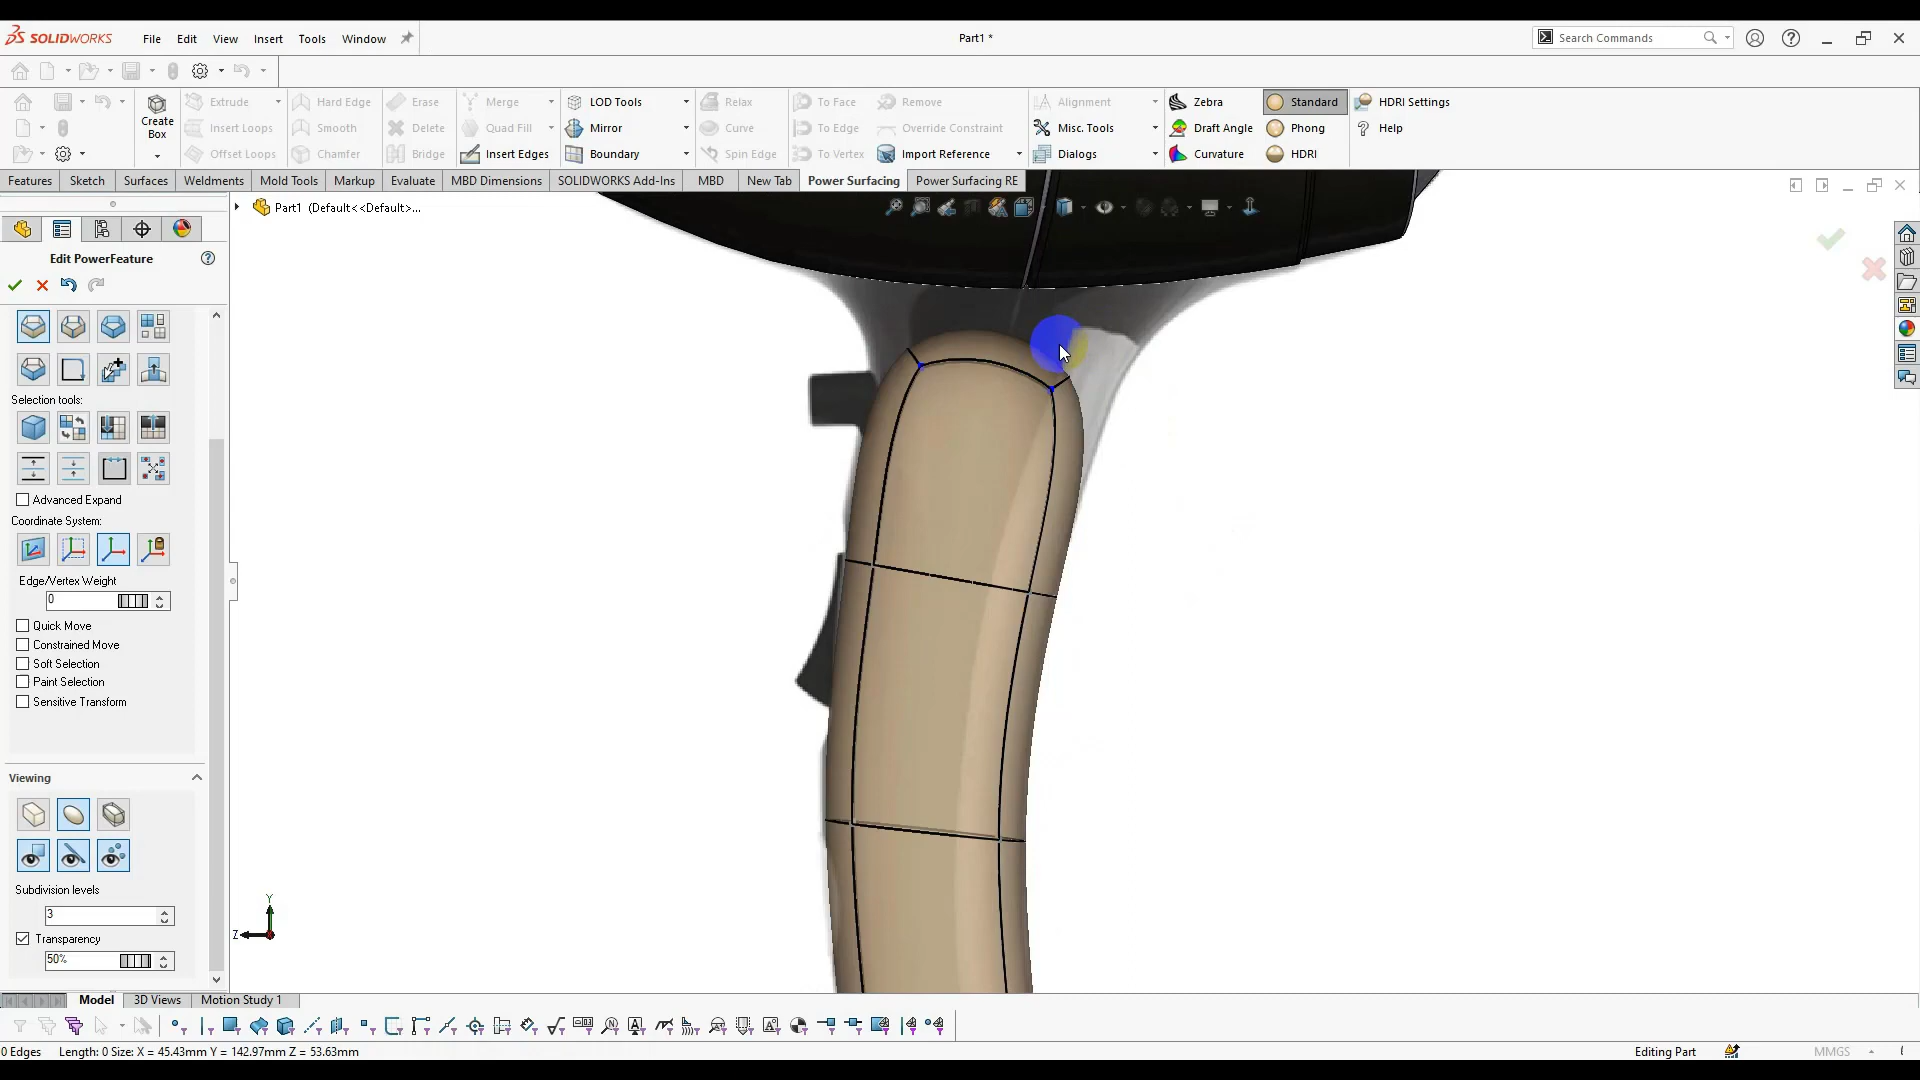 SOLIDWORKS File Edit View Insert Tools Window Part1 * Search Commands
Create Box Extrude Insert Loops Offset Loops Hard Edge Smooth Chamfer Erase Delete Bridge Merge Quad Fill Insert Edges LOD Tools Mirror Boundary Relax Curve Spin Edge To Face To Edge To Vertex Remove Override Constraint Import Reference Alignment Misc. Tools Dialogs Zebra Draft Angle Curvature Standard Phong HDRI HDRI Settings Help
Features Sketch Surfaces Weldments Mold Tools Markup Evaluate MBD Dimensions SOLIDWORKS Add-Ins MBD New Tab Power Surfacing Power Surfacing RE
Part1 (Default<<Default>...
Edit PowerFeature
Selection tools:
Advanced Expand
Coordinate System:
Edge/Vertex Weight
0
Quick Move
Constrained Move
Soft Selection
Paint Selection
Sensitive Transform
Viewing
Subdivision levels
3
Transparency
50%
Y
Z
Model 3D Views Motion Study 1
0 Edges Length: 0 Size: X = 45.43mm Y = 142.97mm Z = 53.63mm Editing Part MMGS